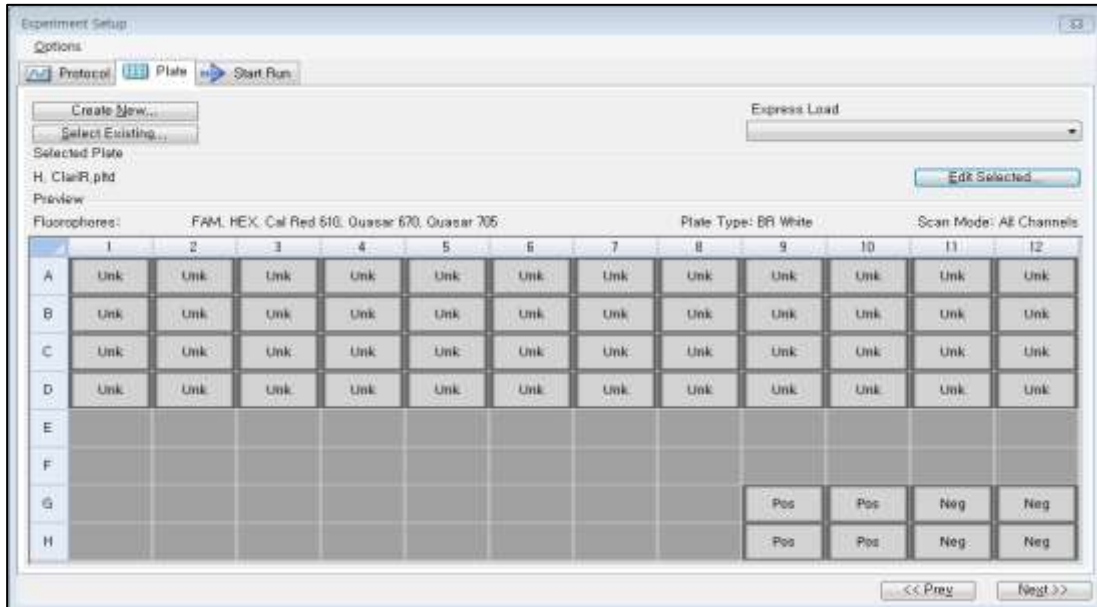 Experiment Setup
Options
Protocol Plate Start Run
Create New...
Express Load
Select Existing...
Selected Plate
H. ClariR.pltd
Edit Selected...
Preview
Fluorophores: FAM, HEX, Cal Red 610, Quasar 670, Quasar 705 Plate Type: BR White Scan Mode: All Channels
1 2 3 4 5 6 7 8 9 10 11 12
A Unk Unk Unk Unk Unk Unk Unk Unk Unk Unk Unk Unk
B Unk Unk Unk Unk Unk Unk Unk Unk Unk Unk Unk Unk
C Unk Unk Unk Unk Unk Unk Unk Unk Unk Unk Unk Unk
D Unk Unk Unk Unk Unk Unk Unk Unk Unk Unk Unk Unk
E
F
G Pos Pos Neg Neg
H Pos Pos Neg Neg
<< Prev Next >>